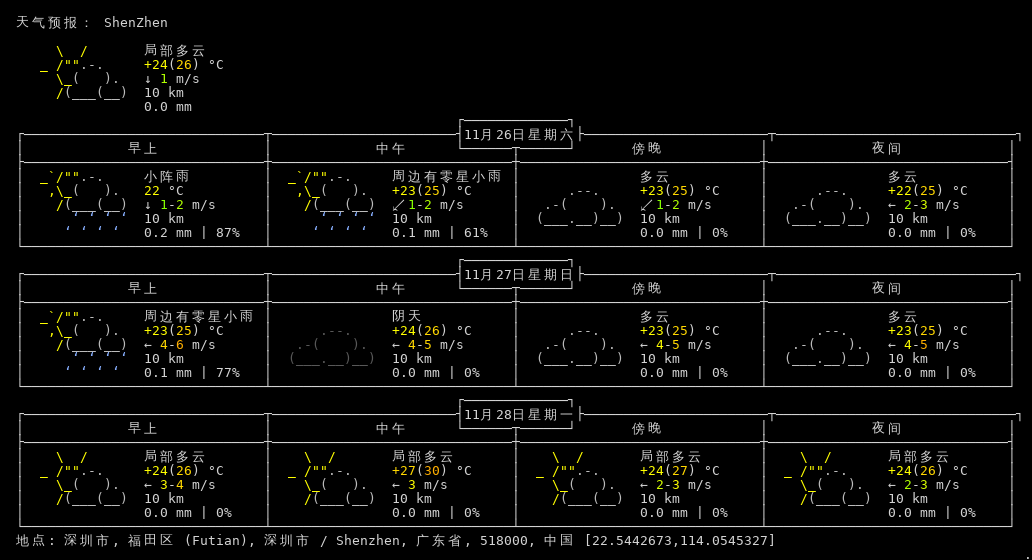 天气预报： ShenZhen
局部多云
+24(26) °C
↓ 1 m/s
10 km
0.0 mm
11月26日星期六
早上 中午 傍晚 夜间
小阵雨 周边有零星小雨 多云 多云
22 °C +23(25) °C +23(25) °C +22(25) °C
↓ 1-2 m/s ↙ 1-2 m/s ↙ 1-2 m/s ← 2-3 m/s
10 km 10 km 10 km 10 km
0.2 mm | 87% 0.1 mm | 61% 0.0 mm | 0% 0.0 mm | 0%
11月27日星期日
早上 中午 傍晚 夜间
周边有零星小雨 阴天 多云 多云
+23(25) °C +24(26) °C +23(25) °C +23(25) °C
← 4-6 m/s ← 4-5 m/s ← 4-5 m/s ← 4-5 m/s
10 km 10 km 10 km 10 km
0.1 mm | 77% 0.0 mm | 0% 0.0 mm | 0% 0.0 mm | 0%
11月28日星期一
早上 中午 傍晚 夜间
局部多云 局部多云 局部多云 局部多云
+24(26) °C +27(30) °C +24(27) °C +24(26) °C
← 3-4 m/s ← 3 m/s ← 2-3 m/s ← 2-3 m/s
10 km 10 km 10 km 10 km
0.0 mm | 0% 0.0 mm | 0% 0.0 mm | 0% 0.0 mm | 0%
地点: 深圳市, 福田区 (Futian), 深圳市 / Shenzhen, 广东省, 518000, 中国 [22.5442673,114.0545327]